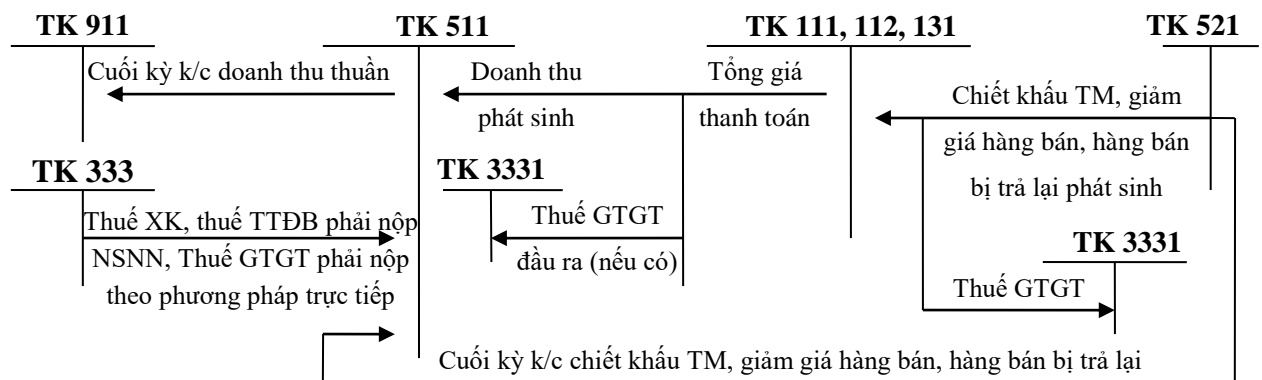 TK 911
TK 511
TK 111, 112, 131
TK 521
Cuối kỳ k/c doanh thu thuần
Doanh thu
phát sinh
Tổng giá
thanh toán
Chiết khấu TM, giảm
giá hàng bán, hàng bán
bị trả lại phát sinh
TK 333
TK 3331
Thuế XK, thuế TTĐB phải nộp
NSNN, Thuế GTGT phải nộp
theo phương pháp trực tiếp
Thuế GTGT
đầu ra (nếu có)
TK 3331
Thuế GTGT
Cuối kỳ k/c chiết khấu TM, giảm giá hàng bán, hàng bán bị trả lại